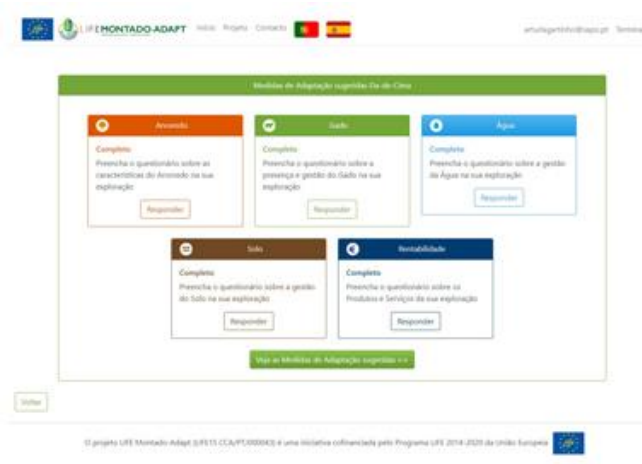 LIFE MONTADO-ADAPT Início Projeto Contacto
Medidas de Adaptação sugeridas
Arvoredo
Completo
Preencha o questionário sobre as
características do Arvoredo na sua
exploração
Responder
Gado
Completo
Preencha o questionário sobre a
presença e gestão do Gado na sua
exploração
Responder
Água
Preencha o questionário sobre a gestão
da Água na sua exploração
Responder
Solo
Completo
Preencha o questionário sobre a gestão
do Solo na sua exploração
Responder
Rentabilidade
Completo
Preencha o questionário sobre os
Produtos e Serviços da sua exploração
Responder
Veja as Medidas de Adaptação sugeridas >>
Voltar
O projeto LIFE Montado-Adapt (LIFE15 CCA/PT/000043) é uma iniciativa cofinanciada pelo Programa LIFE 2014-2020 da União Europeia